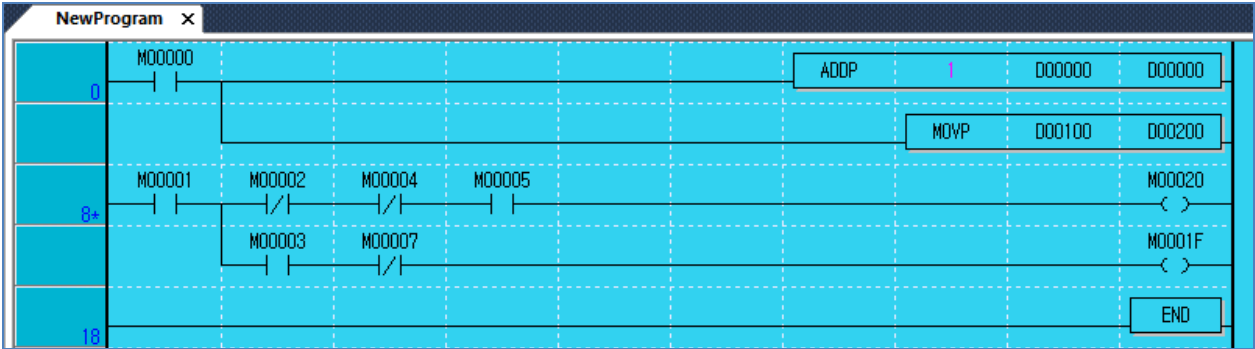 NewProgram ×
M00000
0 ADDP 1 D00000 D00000
MOVP D00100 D00200
M00001 M00002 M00004 M00005 M00020
8*
M00003 M00007 M0001F
END
18